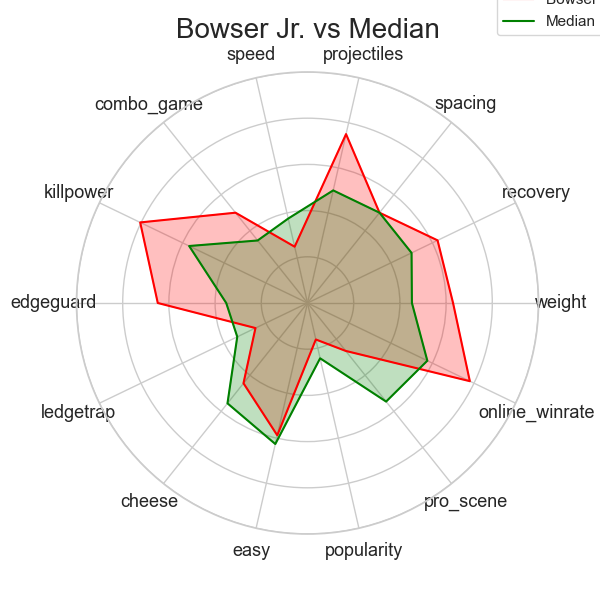 Bowser Jr. vs Median
Median
speed
projectiles
combo_game
spacing
killpower
recovery
edgeguard
weight
ledgetrap
online_winrate
cheese
pro_scene
easy
popularity